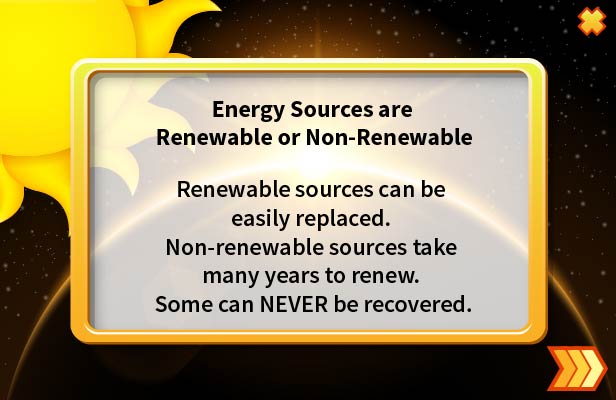 Energy Sources are
Renewable or Non-Renewable
Renewable sources can be
easily replaced.
Non-renewable sources take
many years to renew.
Some can NEVER be recovered.